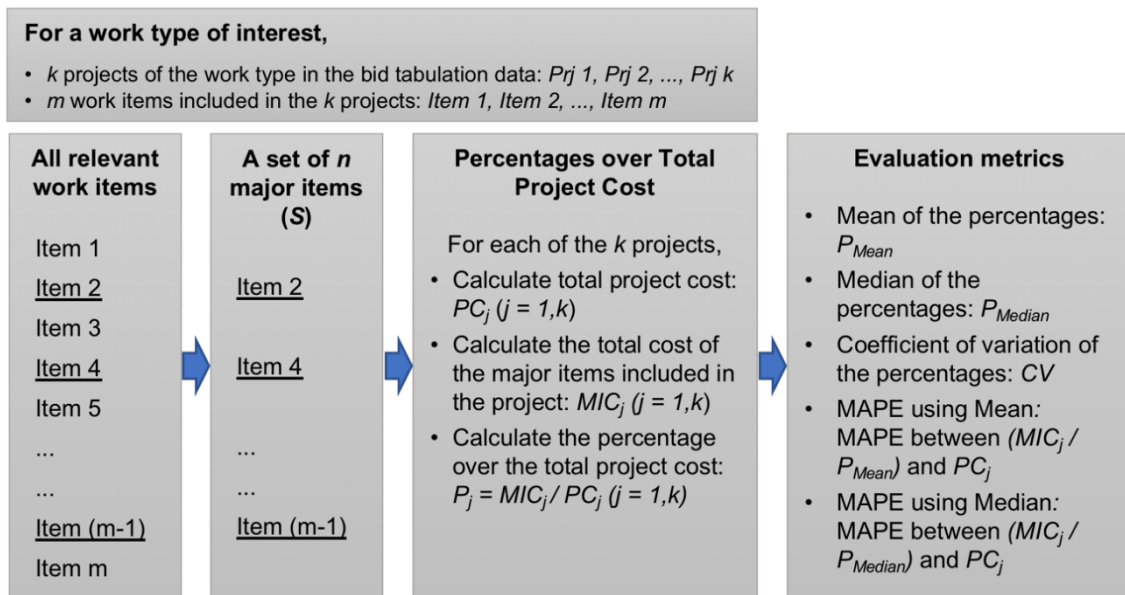 For a work type of interest,
• k projects of the work type in the bid tabulation data: Prj 1, Prj 2, ..., Prj k
• m work items included in the k projects: Item 1, Item 2, ..., Item m
All relevant
work items
Item 1
Item 2
Item 3
Item 4
Item 5
...
...
Item (m-1)
Item m
A set of n
major items
(S)
Item 2
Item 4
...
...
Item (m-1)
Percentages over Total
Project Cost
For each of the k projects,
• Calculate total project cost:
PCj (j = 1,k)
• Calculate the total cost of
the major items included in
the project: MICj (j = 1,k)
• Calculate the percentage
over the total project cost:
Pj = MICj / PCj (j = 1,k)
Evaluation metrics
• Mean of the percentages:
PMean
• Median of the
percentages: PMedian
• Coefficient of variation of
the percentages: CV
• MAPE using Mean:
MAPE between (MICj /
PMean) and PCj
• MAPE using Median:
MAPE between (MICj /
PMedian) and PCj